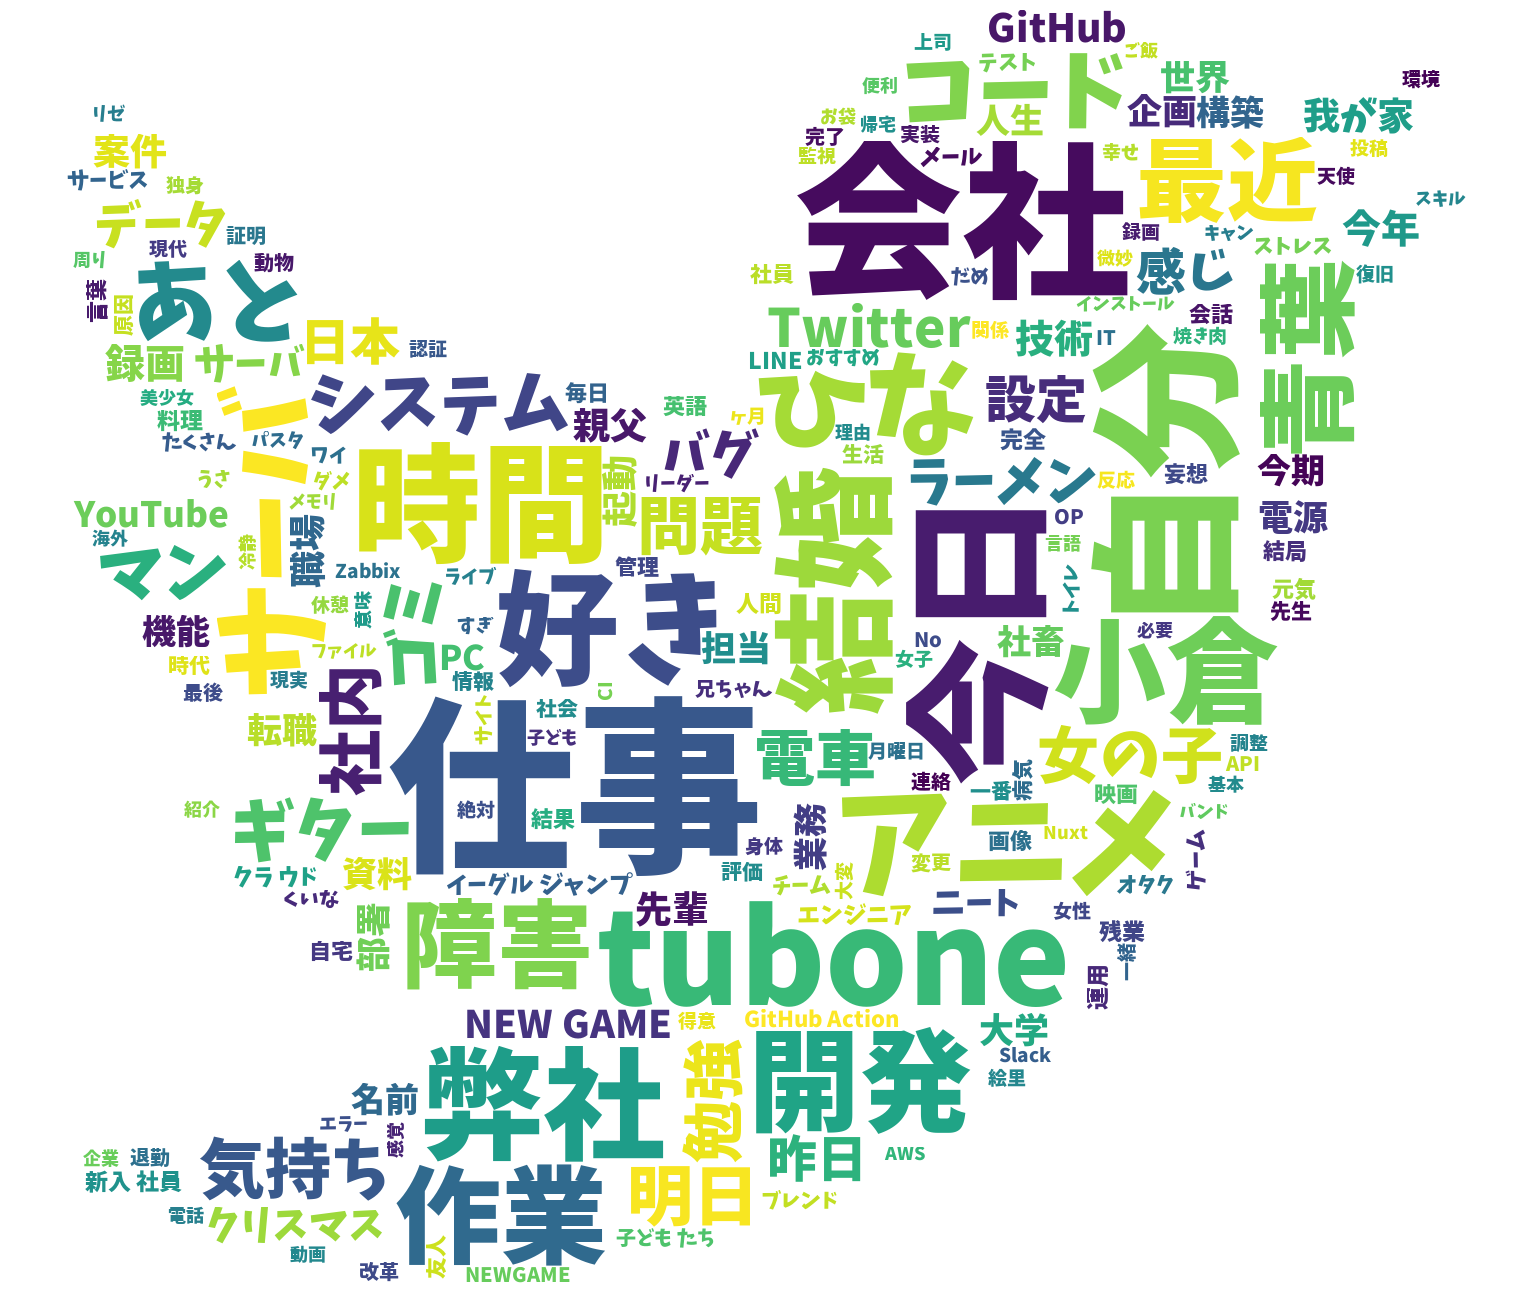 GitHub
上司
ご飯
テスト
コード
世界
便利
環境
人生
企画
構築
我が家
リゼ
お袋
帰宅
完了
実装
案件
監視
メール
幸せ
最近
投稿
天使
サービス
独身
会社
スキル
データ
今年
証明
録画
キャン
ストレス
現代
周り
動物
微妙
感じ
社員
だめ
復旧
あと
言葉
原因
インストール
青葉
会話
日本
Twitter
関係
技術
IT
焼き肉
認証
録画
サーバ
LINE
おすすめ
自分
ひな
美少女
サーバー
システム
毎日
設定
料理
親父
英語
ケ月
理由
完全
たくさん
パスタ
ワイ
バグ
生活
ラーメン
今期
うさ
ダメ
時間
起動
リーダー
反応
妄想
YouTube
メモリ
問題
結婚
今日
OP
電源
海外
職場
言語
結局
マン
冷静
Zabbix
ライブ
管理
トイレ
元気
休憩
意味
ゴミ
好き
人間
先生
機能
すぎ
No
社畜
必要
小倉
時代
ファイル
PC
担当
女子
最後
現実
情報
兄ちゃん
CI
社内
転職
サイト
社会
子ども
仕事
電車
月曜日
女の子
調整
API
連絡
一番
病気
基本
紹介
ギター
絶対
結果
アニメ
映画
バンド
業務
画像
Nuxt
身体
クラウド
資料
イーグル ジャンプ
評価
チーム
大変
変更
オタク
ゲーム
くいな
先輩
エンジニア
ニート
女性
部署
障害
自宅
tubone
残業
一緒
運用
NEW GAME
得意
GitHub Action
大学
弊社
勉強
開発
Slack
絵里
名前
エラー
感覚
昨日
AWS
企業
退勤
気持ち
新入 社員
作業
明日
ブレンド
電話
クリスマス
子ども たち
動画
友人
改革
NEWGAME